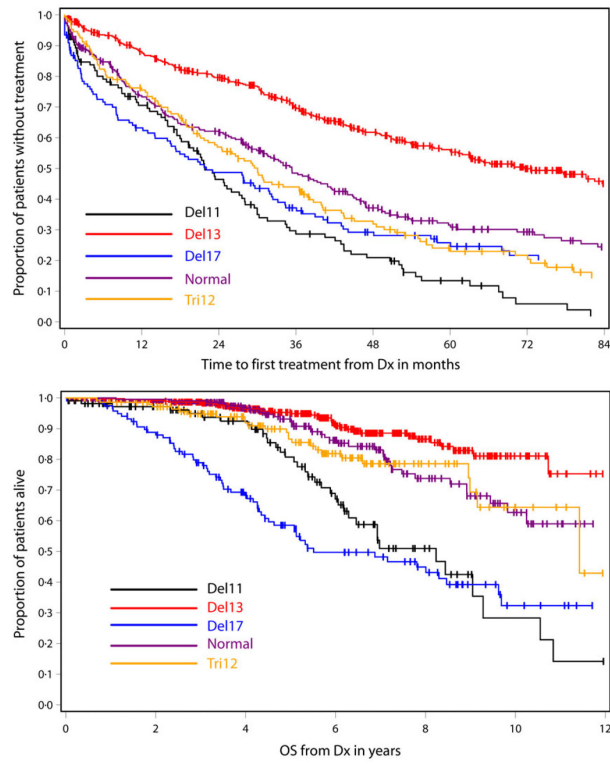 Proportion of patients without treatment
1·0
0·9
0·8
0·7
0·6
0·5
0·4
0·3
0·2
0·1
0·0
Del11
Del13
Del17
Normal
Tri12
0 12 24 36 48 60 72 84
Time to first treatment from Dx in months
Proportion of patients alive
1·0
0·9
0·8
0·7
0·6
0·5
0·4
0·3
0·2
0·1
0·0
Del11
Del13
Del17
Normal
Tri12
0 2 4 6 8 10 12
OS from Dx in years